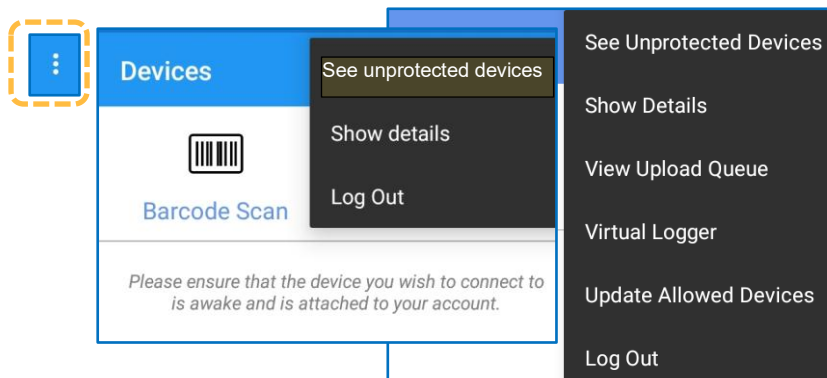 Devices
See unprotected devices
Show details
Log Out
Barcode Scan
Please ensure that the device you wish to connect to
is awake and is attached to your account.
See Unprotected Devices
Show Details
View Upload Queue
Virtual Logger
Update Allowed Devices
Log Out